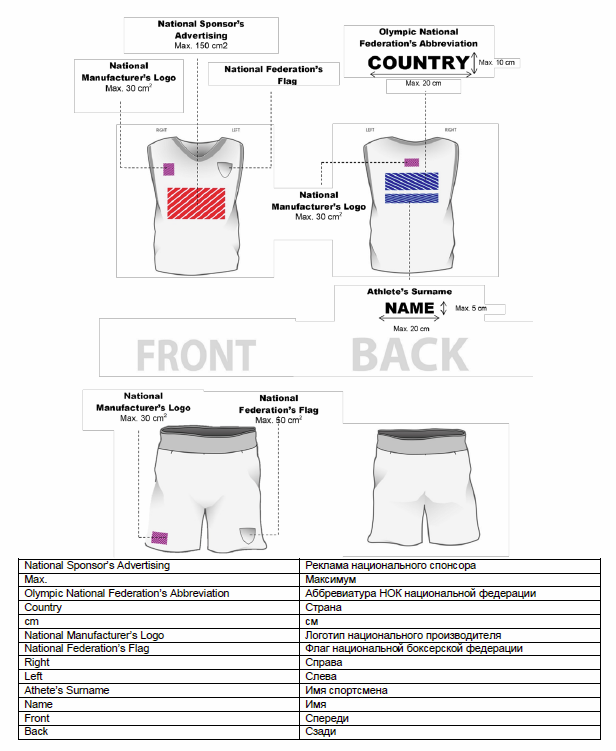 National Sponsor's
Advertising
Max. 150 cm2
Olympic National
Federation's Abbreviation
COUNTRY
Max. 10 cm
Max. 20 cm
National
Manufacturer's Logo
Max. 30 cm²
National Federation's
Flag
RIGHT
LEFT
LEFT
RIGHT
National
Manufacturer's Logo
Max. 30 cm²
Athlete's Surname
NAME
Max. 5 cm
Max. 20 cm
FRONT
BACK
National
Manufacturer's Logo
Max. 30 cm²
National
Federation's Flag
Max. 50 cm²
National Sponsor's Advertising Реклама национального спонсора
Max. Максимум
Olympic National Federation's Abbreviation Аббревиатура НОК национальной федерации
Country Страна
cm см
National Manufacturer's Logo Логотип национального производителя
National Federation's Flag Флаг национальной боксерской федерации
Right Справа
Left Слева
Athete's Surname Имя спортсмена
Name Имя
Front Спереди
Back Сзади